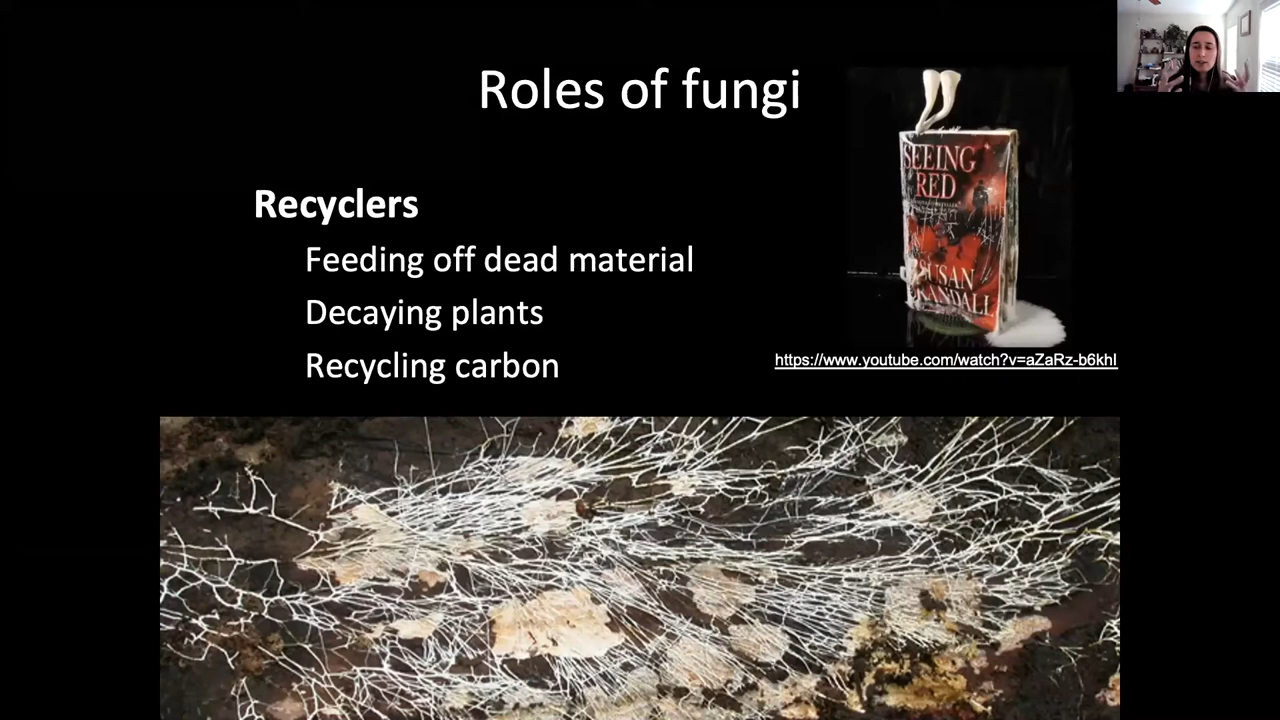 Roles of fungi
Recyclers
Feeding off dead material
Decaying plants
Recycling carbon
SEEING
RED
SUSAN
CRANDALL
https://www.youtube.com/watch?v=aZaRz-b6khI